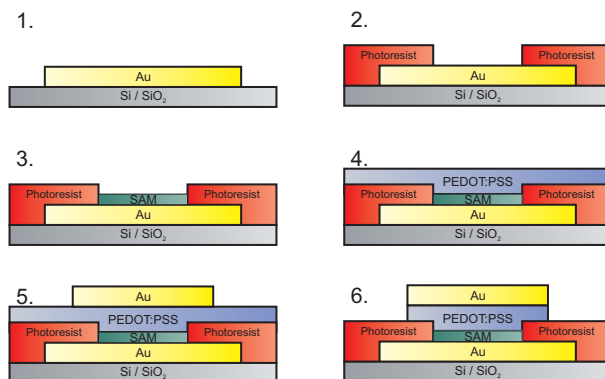 1.
Au
Si / SiO₂
2.
Photoresist
Photoresist
Au
Si / SiO₂
3.
Photoresist
SAM
Photoresist
Au
Si / SiO₂
4.
PEDOT:PSS
Photoresist
SAM
Photoresist
Au
Si / SiO₂
5.
Au
PEDOT:PSS
Photoresist
SAM
Photoresist
Au
Si / SiO₂
6.
Au
PEDOT:PSS
Photoresist
SAM
Photoresist
Au
Si / SiO₂